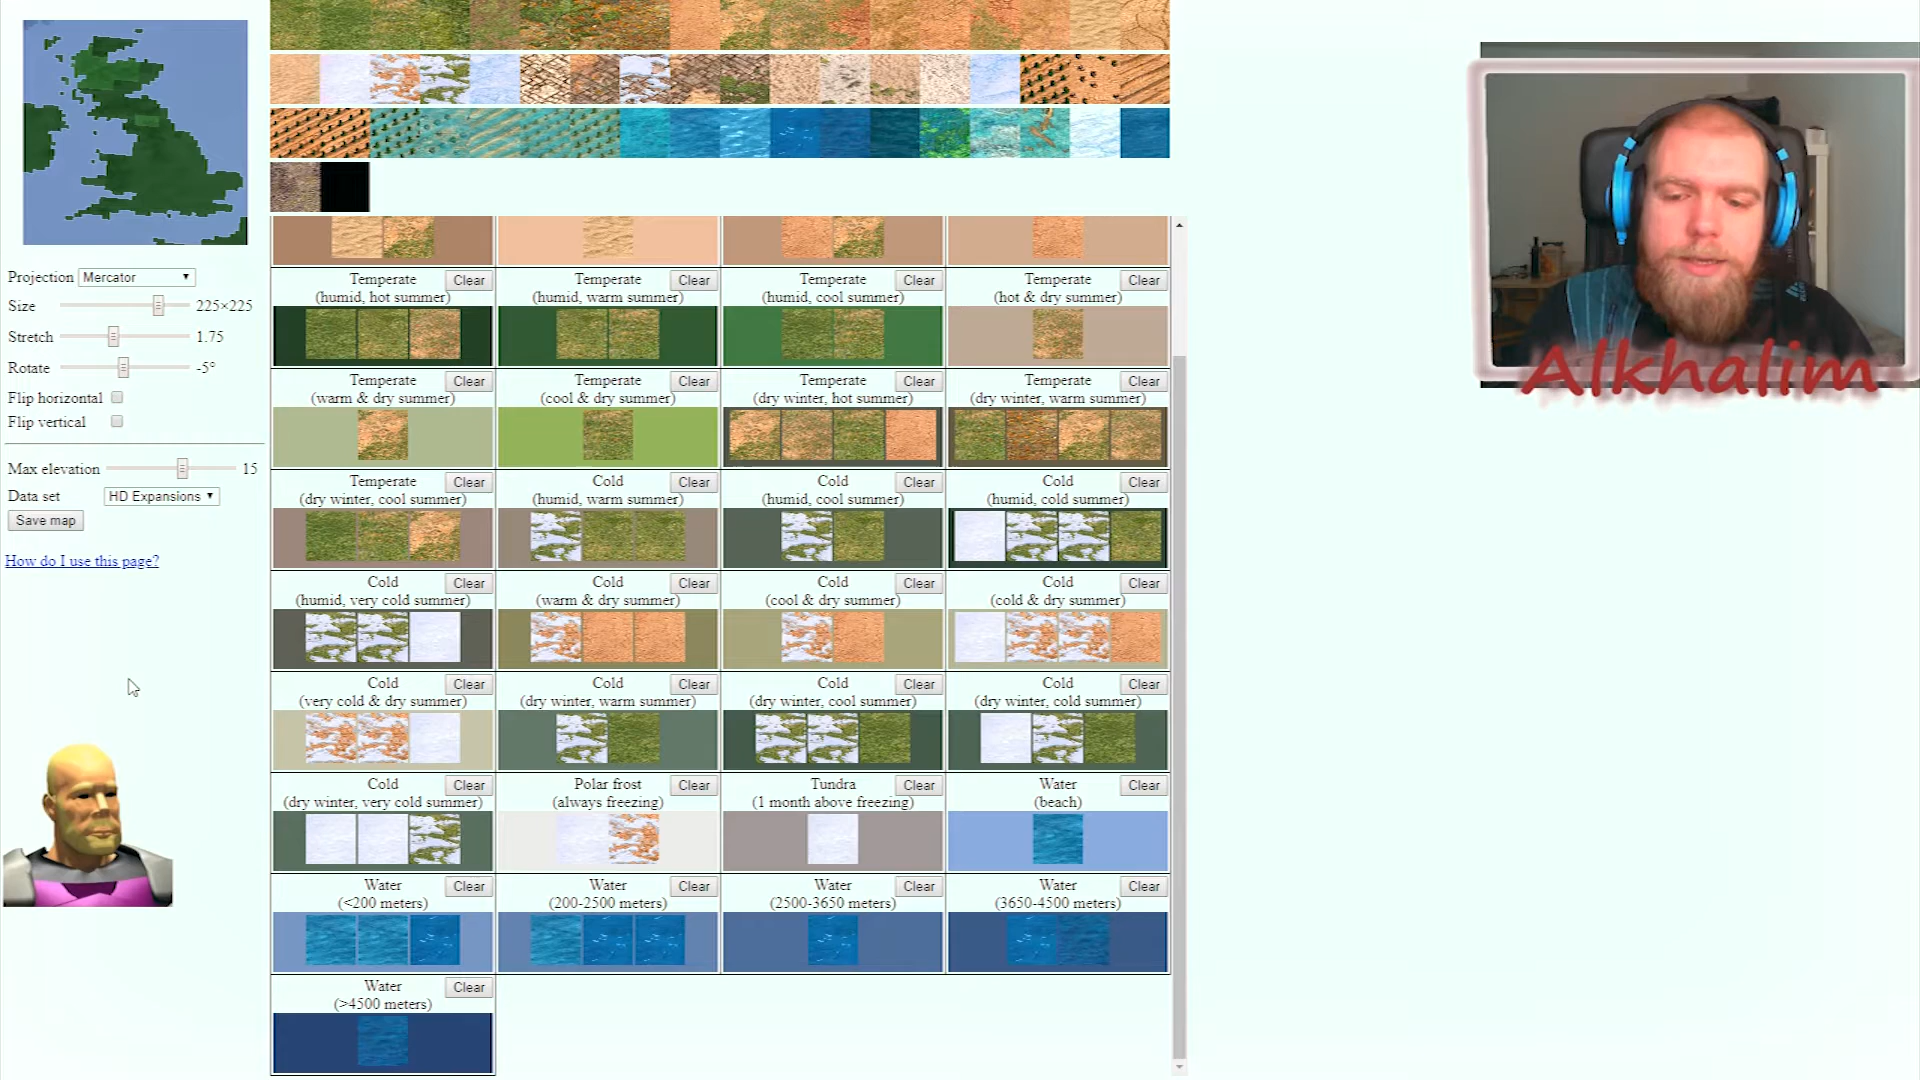 Projection Mercator
Size 225×225
Stretch 1.75
Rotate -5°
Flip horizontal
Flip vertical
Max elevation 15
Data set HD Expansions
Save map
How do I use this page?
Temperate
(humid, hot summer)
Clear
Temperate
(humid, warm summer)
Clear
Temperate
(humid, cool summer)
Clear
Temperate
(hot & dry summer)
Clear
Temperate
(warm & dry summer)
Clear
Temperate
(cool & dry summer)
Clear
Temperate
(dry winter, hot summer)
Clear
Temperate
(dry winter, warm summer)
Clear
Temperate
(dry winter, cool summer)
Clear
Cold
(humid, warm summer)
Clear
Cold
(humid, cool summer)
Clear
Cold
(humid, cold summer)
Clear
Cold
(humid, very cold summer)
Clear
Cold
(warm & dry summer)
Clear
Cold
(cool & dry summer)
Clear
Cold
(cold & dry summer)
Clear
Cold
(very cold & dry summer)
Clear
Cold
(dry winter, warm summer)
Clear
Cold
(dry winter, cool summer)
Clear
Cold
(dry winter, cold summer)
Clear
Cold
(dry winter, very cold summer)
Clear
Polar frost
(always freezing)
Clear
Tundra
(1 month above freezing)
Clear
Water
(beach)
Clear
Water
(<200 meters)
Clear
Water
(200-2500 meters)
Clear
Water
(2500-3650 meters)
Clear
Water
(3650-4500 meters)
Clear
Water
(>4500 meters)
Clear
Alkhalim